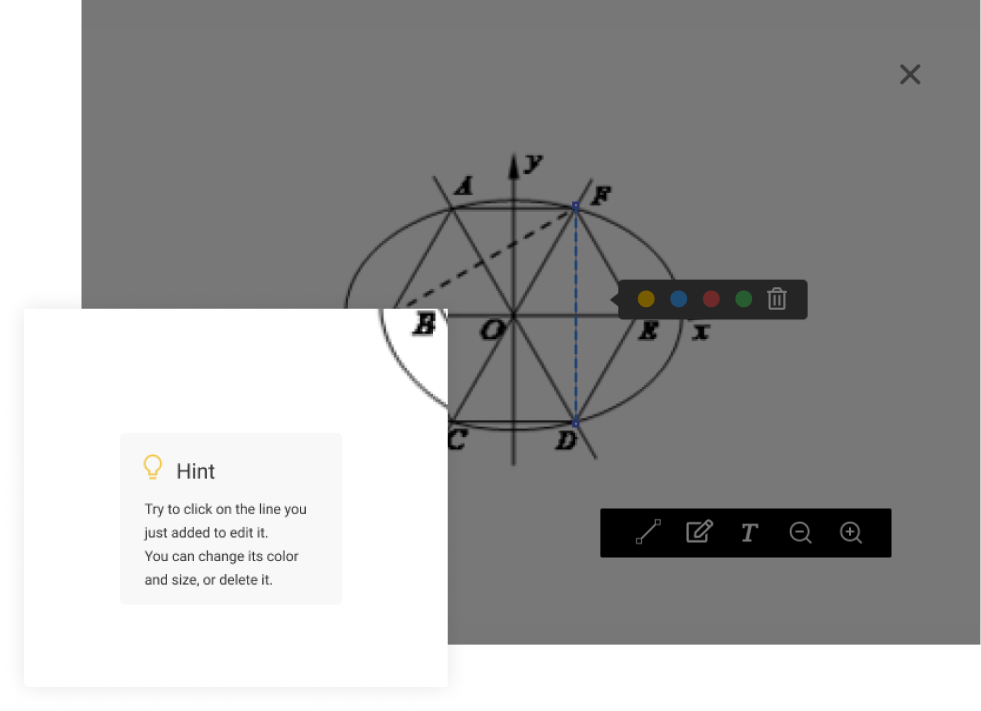 y
A
F
B
O
E
x
C
D
Hint
Try to click on the line you
just added to edit it.
You can change its color
and size, or delete it.
T